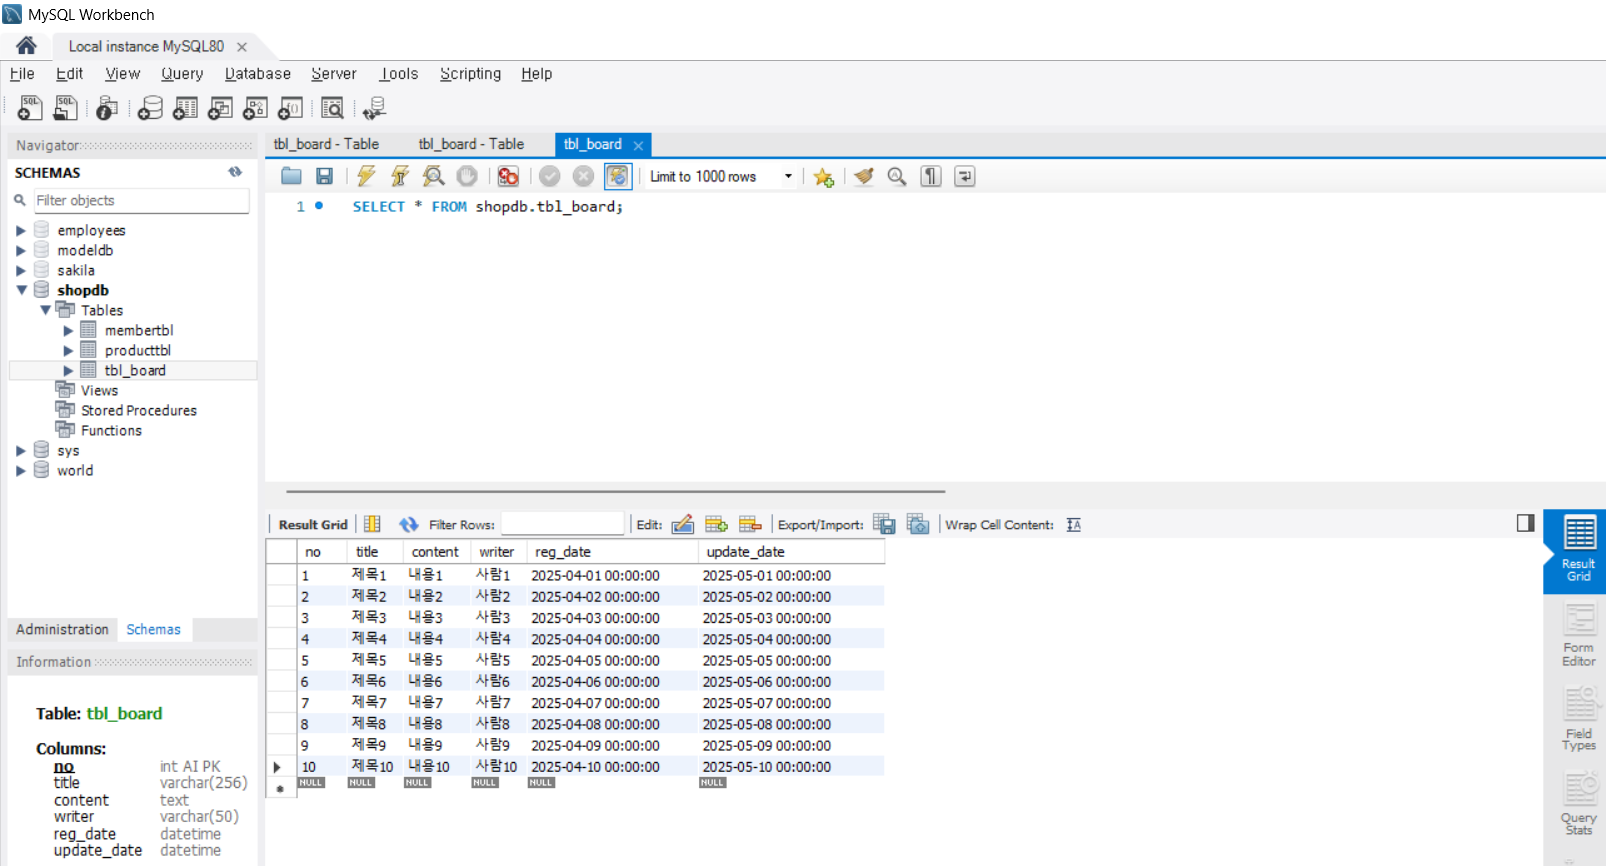 MySQL Workbench
Local instance MySQL80
File Edit View Query Database Server Tools Scripting Help
Navigator
SCHEMAS
Filter objects
employees
modeldb
sakila
shopdb
Tables
membertbl
producttbl
tbl_board
Views
Stored Procedures
Functions
sys
world
Administration Schemas
Information
Table: tbl_board
Columns:
no int AI PK
title varchar(256)
content text
writer varchar(50)
reg_date datetime
update_date datetime
tbl_board - Table tbl_board - Table tbl_board
Limit to 1000 rows
1 SELECT * FROM shopdb.tbl_board;
Result Grid Filter Rows: Edit: Export/Import: Wrap Cell Content:
no title content writer reg_date update_date
1 제목1 내용1 사람1 2025-04-01 00:00:00 2025-05-01 00:00:00
2 제목2 내용2 사람2 2025-04-02 00:00:00 2025-05-02 00:00:00
3 제목3 내용3 사람3 2025-04-03 00:00:00 2025-05-03 00:00:00
4 제목4 내용4 사람4 2025-04-04 00:00:00 2025-05-04 00:00:00
5 제목5 내용5 사람5 2025-04-05 00:00:00 2025-05-05 00:00:00
6 제목6 내용6 사람6 2025-04-06 00:00:00 2025-05-06 00:00:00
7 제목7 내용7 사람7 2025-04-07 00:00:00 2025-05-07 00:00:00
8 제목8 내용8 사람8 2025-04-08 00:00:00 2025-05-08 00:00:00
9 제목9 내용9 사람9 2025-04-09 00:00:00 2025-05-09 00:00:00
10 제목10 내용10 사람10 2025-04-10 00:00:00 2025-05-10 00:00:00
NULL NULL NULL NULL NULL NULL
Result
Grid
Form
Editor
Field
Types
Query
Stats